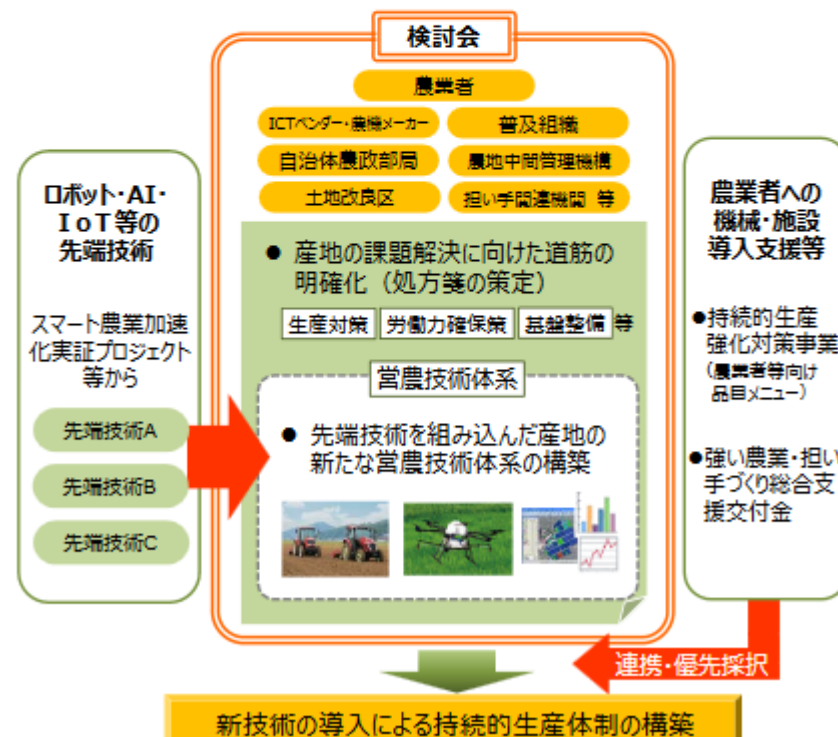 検討会
農業者
ICTベンダー・農機メーカー
普及組織
自治体農政部局
農地中間管理機構
土地改良区
担い手関連機関 等
ロボット・AI・
IoT等の
先端技術
スマート農業加速
化実証プロジェクト
等から
先端技術A
先端技術B
先端技術C
● 産地の課題解決に向けた道筋の
明確化（処方箋の策定）
生産対策
労働力確保策
基盤整備
等
営農技術体系
● 先端技術を組み込んだ産地の
新たな営農技術体系の構築
農業者への
機械・施設
導入支援等
●持続的生産
強化対策事業
（農業者等向け
品目メニュー）
●強い農業・担い
手づくり総合支
援交付金
連携・優先採択
新技術の導入による持続的生産体制の構築